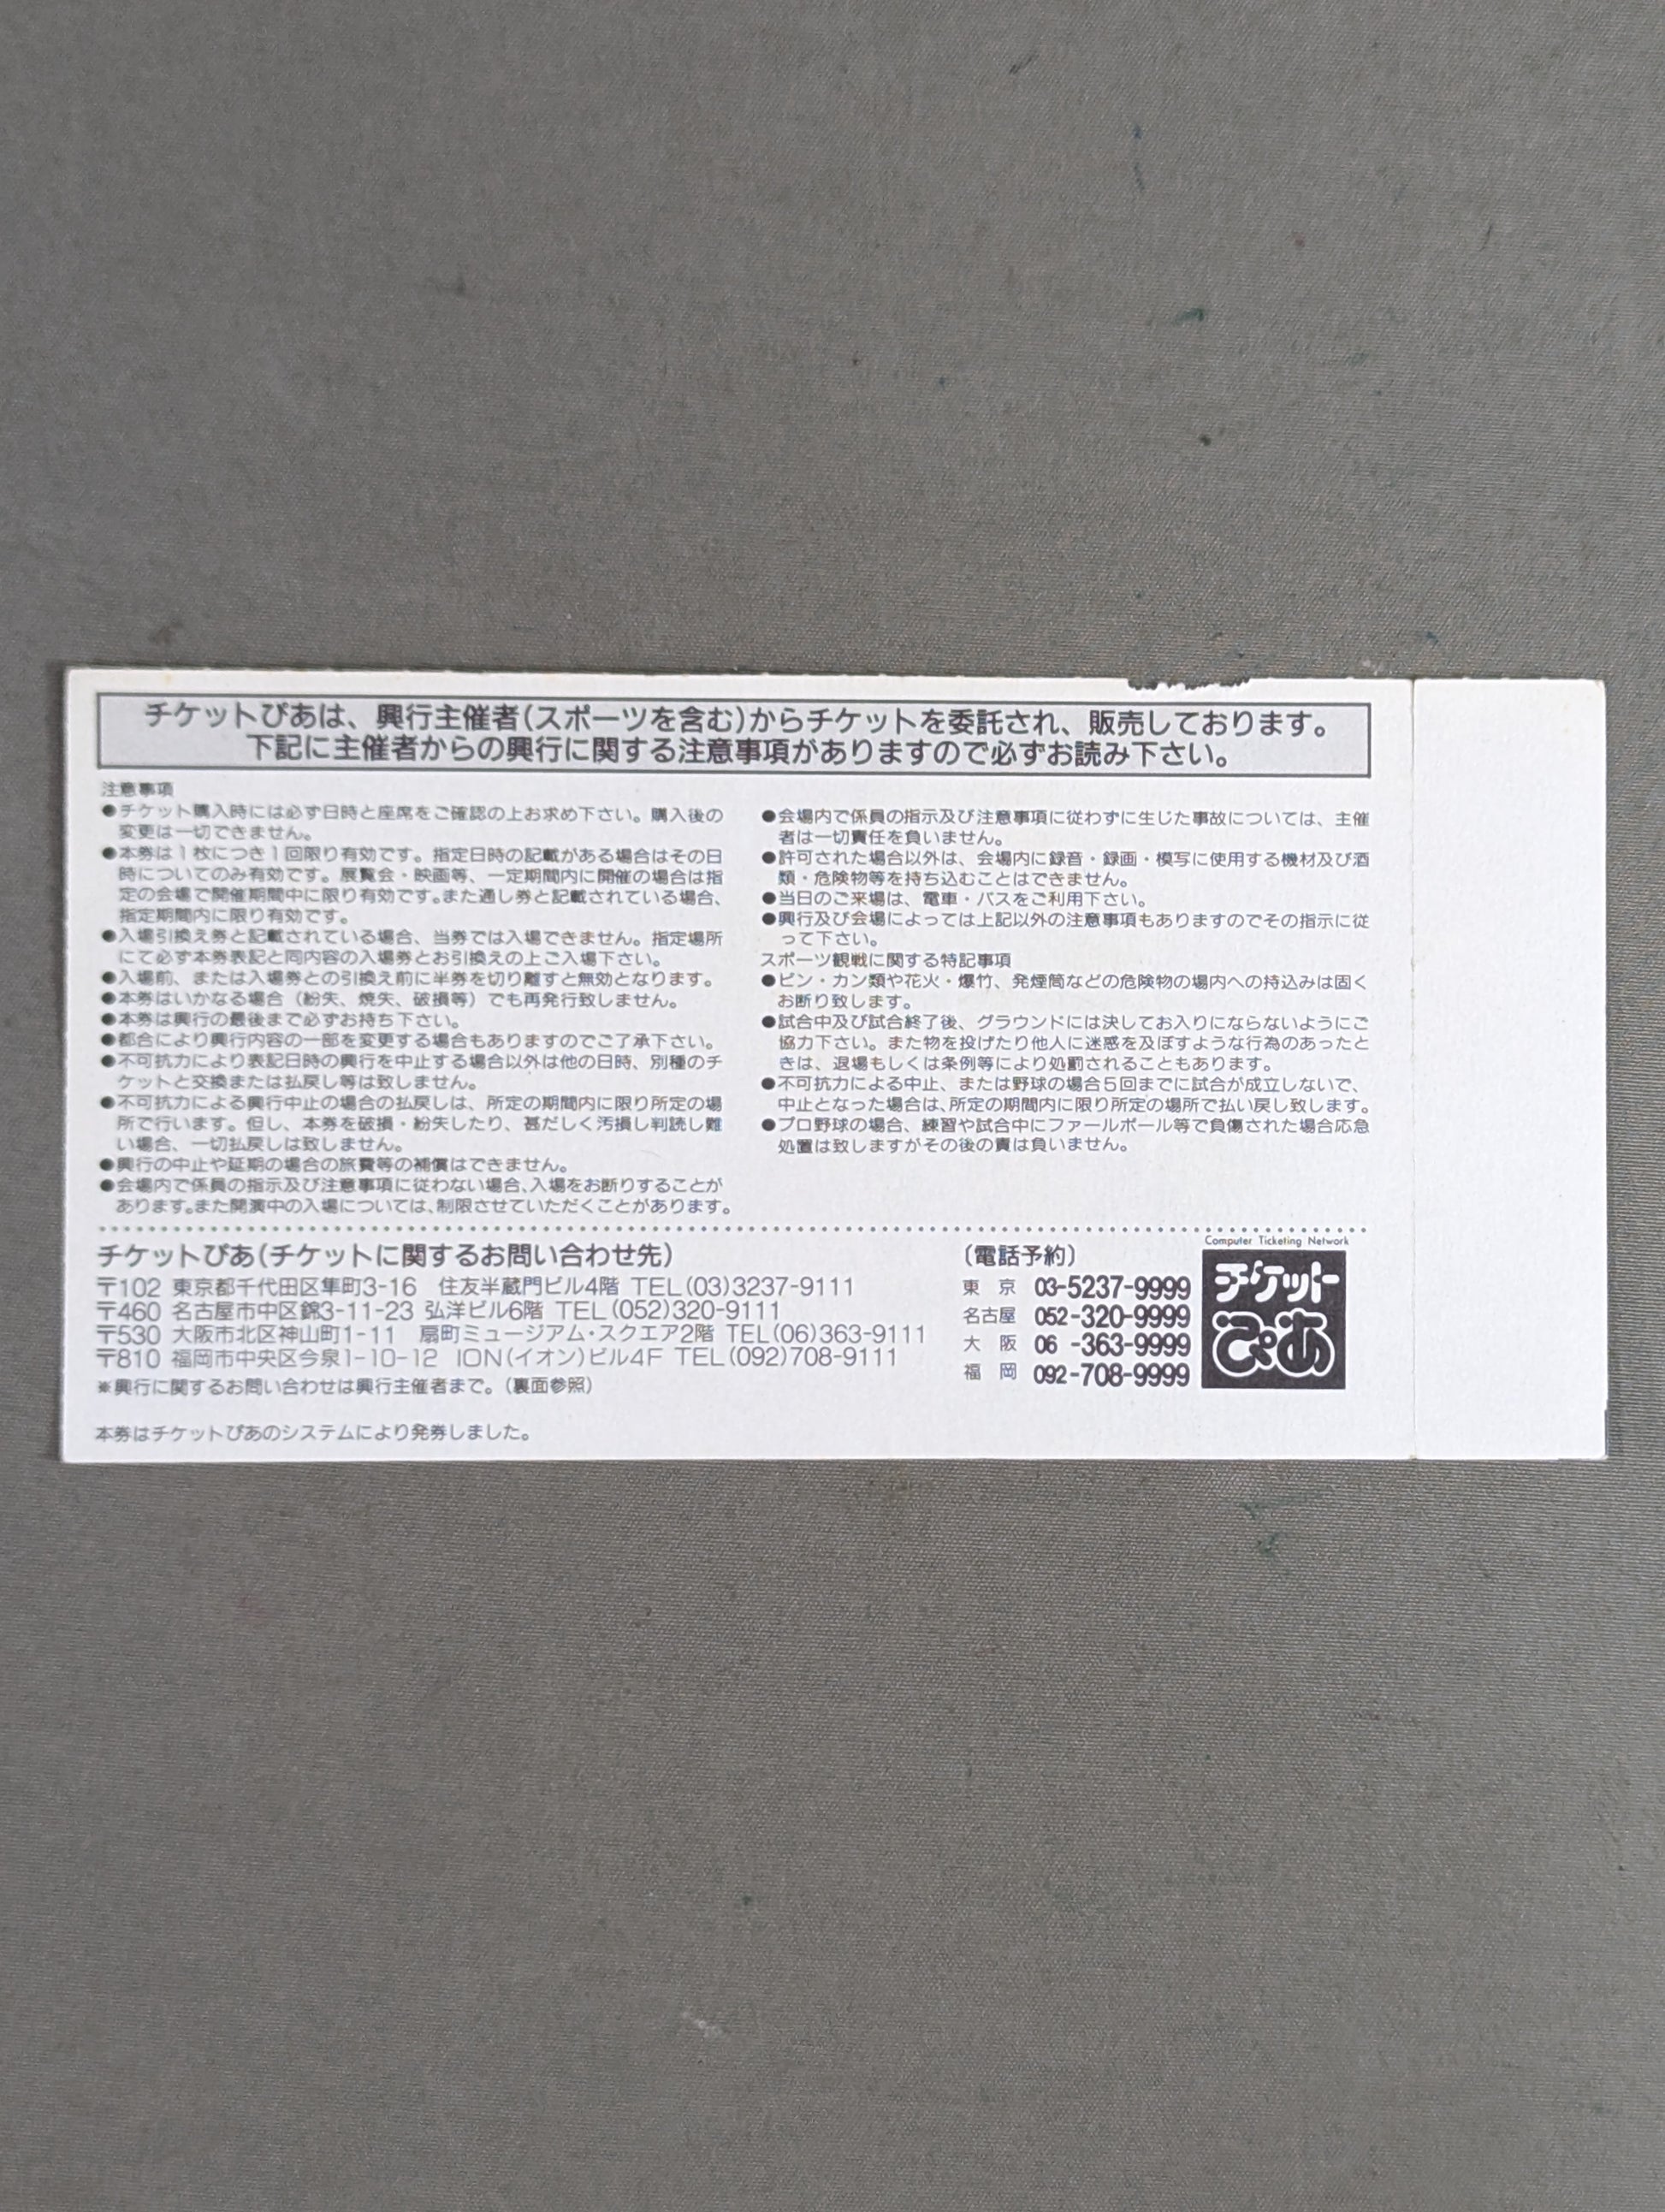 チケットぴあは、興行主催者(スポーツを含む)からチケットを委託され、販売しております。
下記に主催者からの興行に関する注意事項がありますので必ずお読み下さい。
注意事項
●チケット購入時には必ず日時と座席をご確認の上お求め下さい。購入後の
変更は一切できません。
●本券は1枚につき1回限り有効です。指定日時の記載がある場合はその日
時についてのみ有効です。展覧会・映画等、一定期間内に開催の場合は指
定の会場で開催期間中に限り有効です。また通し券と記載されている場合、
指定期間内に限り有効です。
●入場引換え券と記載されている場合、当券では入場できません。指定場所
にて必ず本券表記と同内容の入場券とお引換えの上ご入場下さい。
●入場前、または入場券との引換え前に半券を切り離すと無効となります。
●本券はいかなる場合(紛失、焼失、破損等)でも再発行致しません。
●本券は興行の最後まで必ずお持ち下さい。
●都合により興行内容の一部を変更する場合もありますのでご了承下さい。
●不可抗力により表記日時の興行を中止する場合以外は他の日時、別種のチ
ケットと交換または払戻し等は致しません。
●不可抗力による興行中止の場合の払戻しは、所定の期間内に限り所定の場
所で行います。但し、本券を破損・紛失したり、甚だしく汚損し判読し難
い場合、一切払戻しは致しません。
●興行の中止や延期の場合の旅費等の補償はできません。
●会場内で係員の指示及び注意事項に従わない場合、入場をお断りすることが
あります。また開演中の入場については、制限させていただくことがあります。
●会場内で係員の指示及び注意事項に従わずに生じた事故については、主催
者は一切責任を負いません。
●許可された場合以外は、会場内に録音・録画・模写に使用する機材及び酒
類・危険物等を持ち込むことはできません。
●当日のご来場は、電車・バスをご利用下さい。
●興行及び会場によっては上記以外の注意事項もありますのでその指示に従
って下さい。
スポーツ観戦に関する特記事項
●ビン・カン類や花火・爆竹、発煙筒などの危険物の場内への持込みは固く
お断り致します。
●試合中及び試合終了後、グラウンドには決してお入りにならないようにご
協力下さい。また物を投げたり他人に迷惑を及ぼすような行為のあったと
きは、退場もしくは条例等により処罰されることもあります。
●不可抗力による中止、または野球の場合5回までに試合が成立しないで、
中止となった場合は、所定の期間内に限り所定の場所で払い戻し致します。
●プロ野球の場合、練習や試合中にファールボール等で負傷された場合応急
処置は致しますがその後の責は負いません。
チケットぴあ(チケットに関するお問い合わせ先)
〒102 東京都千代田区隼町3-16 住友半蔵門ビル4階 TEL(03)3237-9111
〒460 名古屋市中区錦3-11-23 弘洋ビル6階 TEL(052)320-9111
〒530 大阪市北区神山町1-11 扇町ミュージアム・スクエア2階 TEL(06)363-9111
〒810 福岡市中央区今泉1-10-12 ION(イオン)ビル4F TEL(092)708-9111
※興行に関するお問い合わせは興行主催者まで。(裏面参照)
(電話予約)
東 京 03-5237-9999
名古屋 052-320-9999
大 阪 06-363-9999
福 岡 092-708-9999
Computer Ticketing Network
チケット
ぴあ
本券はチケットぴあのシステムにより発券しました。